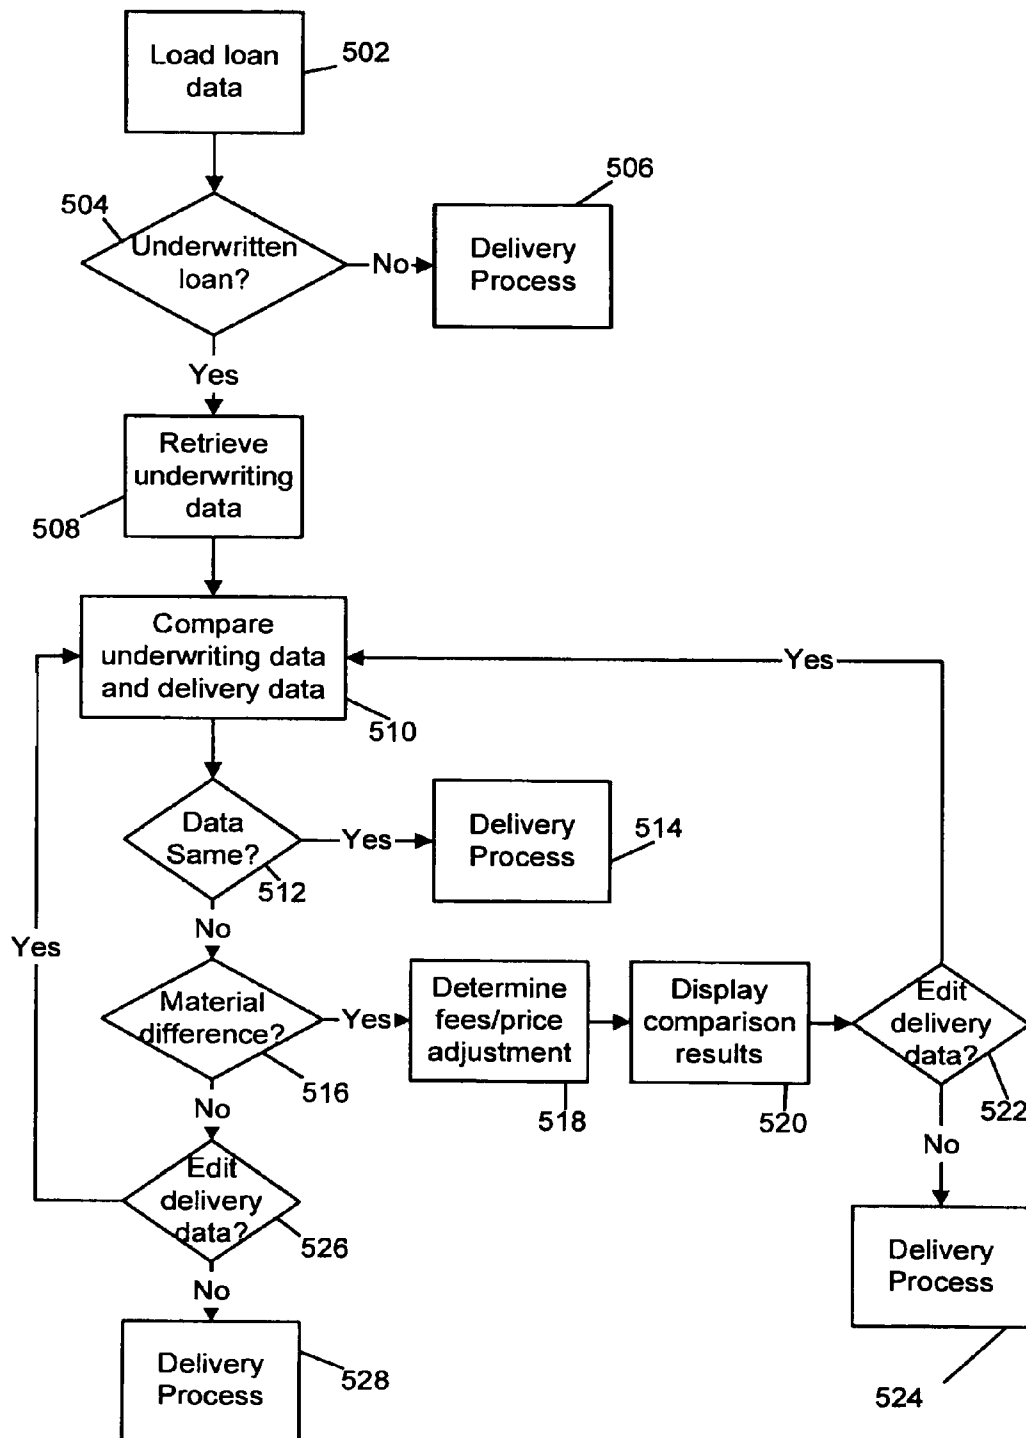 Load loan
data
502
504
Underwritten
loan?
No
506
Delivery
Process
Yes
Retrieve
underwriting
data
508
Compare
underwriting data
and delivery data
510
Yes
Data
Same?
512
Yes
Delivery
Process
514
No
Yes
Material
difference?
516
Yes
Determine
fees/price
adjustment
518
Display
comparison
results
520
Edit
delivery
data?
522
No
Delivery
Process
524
No
Edit
delivery
data?
526
No
Delivery
Process
528